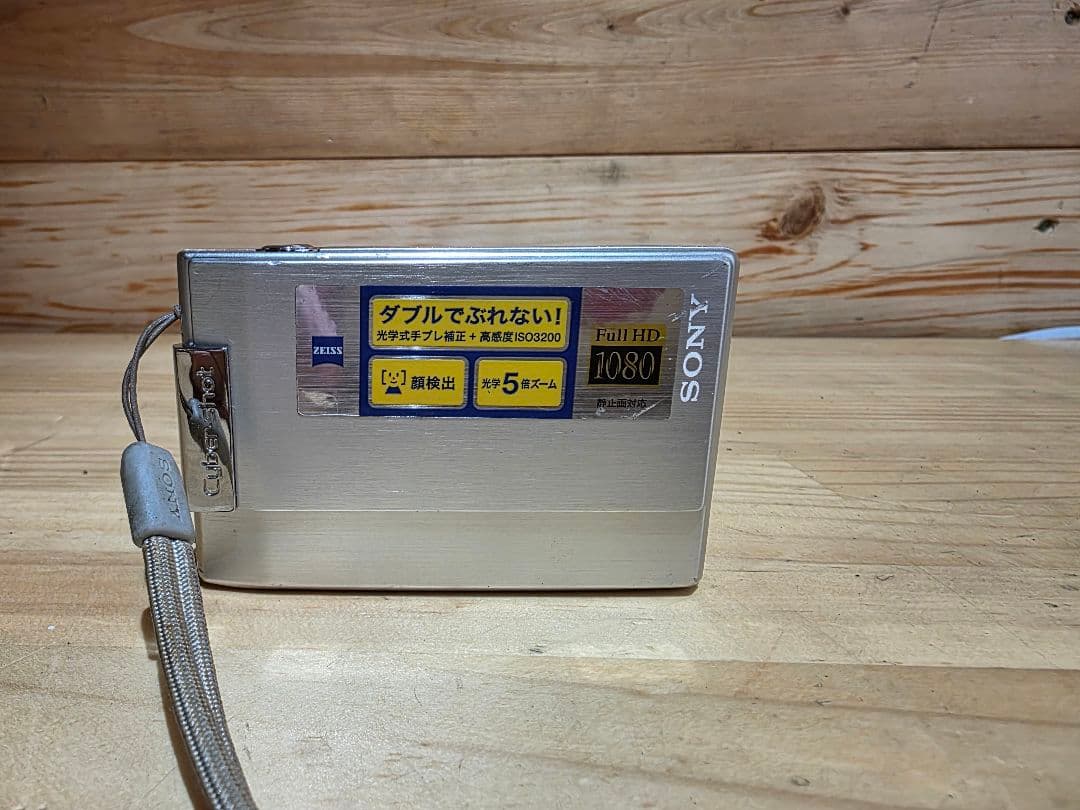 ZEISS
ダブルでぶれない!
光学式手ブレ補正+高感度ISO3200
顔検出
光学5倍ズーム
Full HD
1080
静止画対応
SONY
Cyber-shot
SONY